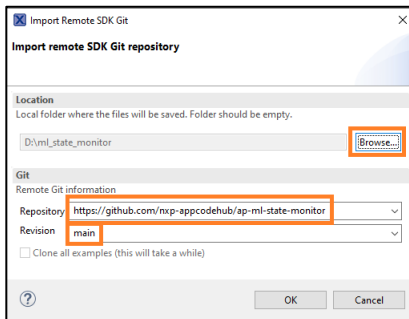 Import Remote SDK Git
Import remote SDK Git repository
Location
Local folder where the files will be saved. Folder should be empty.
D:\ml_state_monitor
Browse...
Git
Remote Git information
Repository https://github.com/nxp-appcodehub/ap-ml-state-monitor
Revision main
Clone all examples (this will take a while)
?
OK Cancel